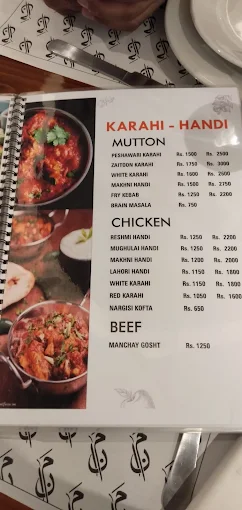 KARAHI - HANDI
MUTTON
PESHAWARI KARAHI Rs. 1500 Rs. 2500
ZAITOON KARAHI Rs. 1750 Rs. 3000
WHITE KARAHI Rs. 1600 Rs. 2600
MAKHNI HANDI Rs. 1500 Rs. 2750
FRY KEBAB Rs. 1250 Rs. 2200
BRAIN MASALA Rs. 750
CHICKEN
RESHMI HANDI Rs. 1250 Rs. 2200
MUGHULAI HANDI Rs. 1250 Rs. 2200
MAKHNI HANDI Rs. 1200 Rs. 2000
LAHORI HANDI Rs. 1150 Rs. 1800
WHITE KARAHI Rs. 1150 Rs. 1800
RED KARAHI Rs. 1050 Rs. 1600
NARGISI KOFTA Rs. 650
BEEF
MANCHAY GOSHT Rs. 1250